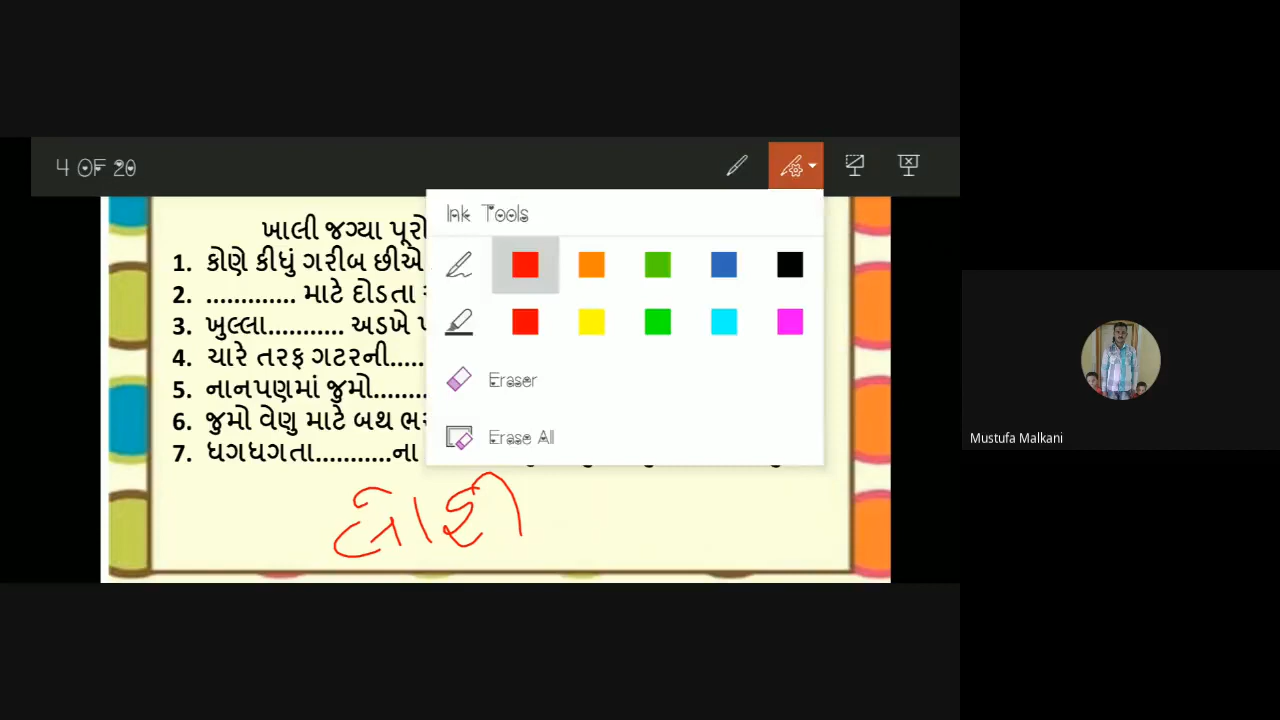 4 OF 20
Ink Tools
ખાલી જગ્યા પૂરો
1. કોણે કીધું ગરીબ છીએ
2. ............. માટે દોડતા
3. ખુલ્લા........... અડખે
4. ચારે તરફ ગટરની.....
5. નાનપણમાં જુમો........
6. જુમો વેણુ માટે બથ
7. ધગધગતા...........ના
Eraser
Erase All
Mustufa Malkani